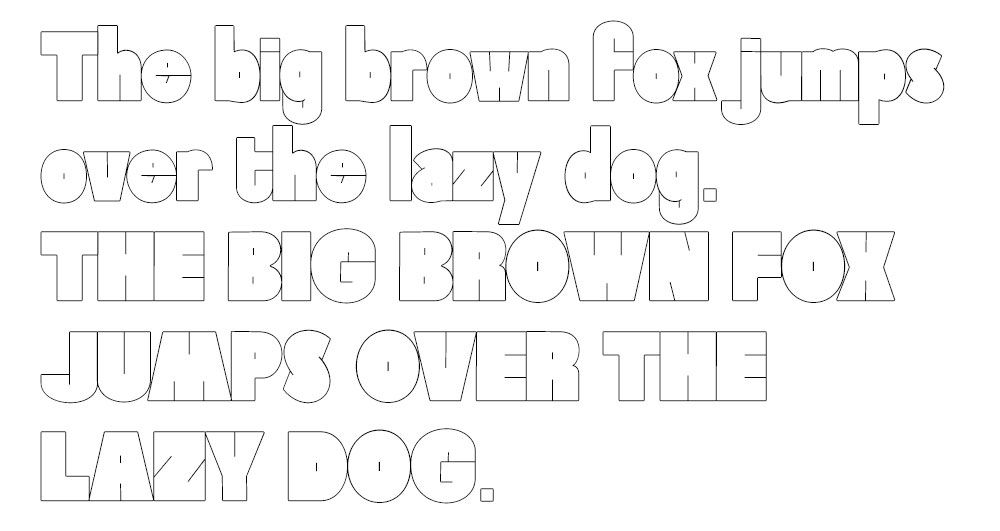 The big brown fox jumps
over the lazy dog.
THE BIG BROWN FOX
JUMPS OVER THE
LAZY DOG.